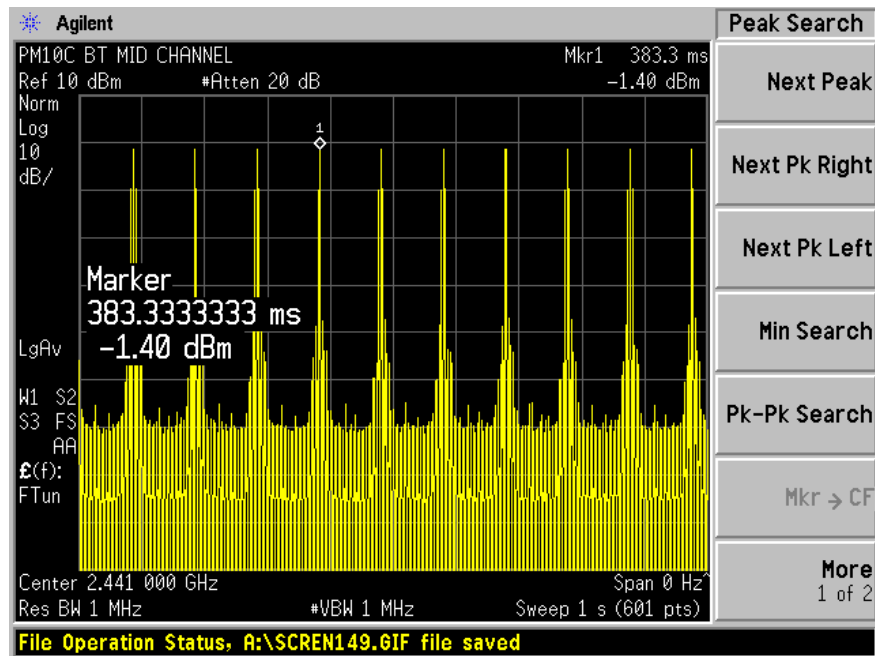 Agilent
Peak Search
PM10C BT MID CHANNEL
Mkr1 383.3 ms
Ref 10 dBm #Atten 20 dB -1.40 dBm
Norm
Log
10
dB/
1
Marker
383.3333333 ms
-1.40 dBm
LgAv
W1 S2
S3 FS
AA
£(f):
FTun
Center 2.441 000 GHz Span 0 Hz^
Res BW 1 MHz #VBW 1 MHz Sweep 1 s (601 pts)
File Operation Status, A:\SCREN149.GIF file saved
Next Peak
Next Pk Right
Next Pk Left
Min Search
Pk-Pk Search
Mkr → CF
More
1 of 2